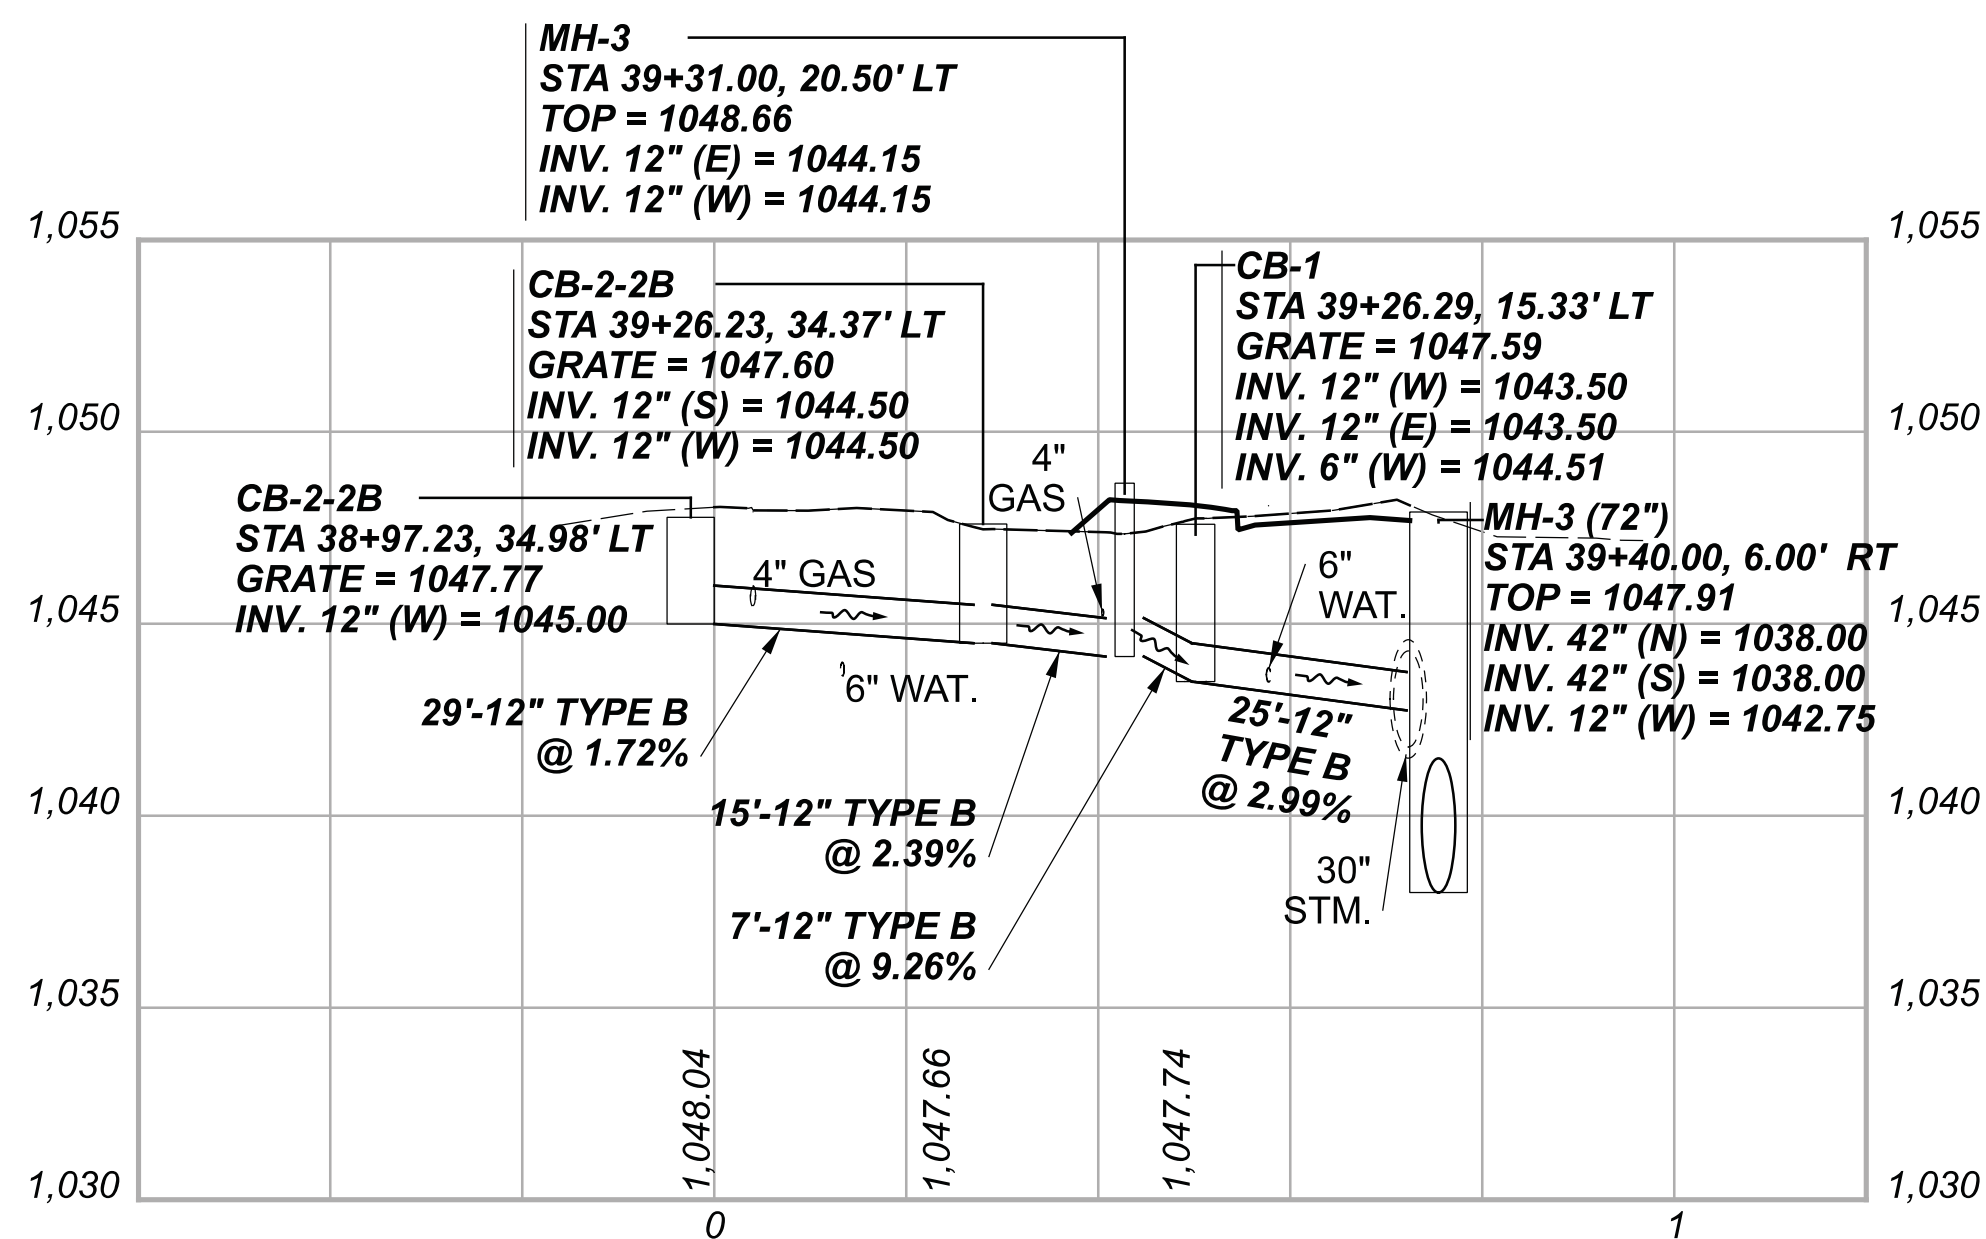 MH-3
STA 39+31.00, 20.50' LT
TOP = 1048.66
INV. 12" (E) = 1044.15
INV. 12" (W) = 1044.15
1,055
1,055
CB-2-2B
STA 39+26.23, 34.37' LT
GRATE = 1047.60
INV. 12" (S) = 1044.50
INV. 12" (W) = 1044.50
CB-1
STA 39+26.29, 15.33' LT
GRATE = 1047.59
INV. 12" (W) = 1043.50
INV. 12" (E) = 1043.50
INV. 6" (W) = 1044.51
1,050
1,050
4"
GAS
CB-2-2B
STA 38+97.23, 34.98' LT
GRATE = 1047.77
INV. 12" (W) = 1045.00
MH-3 (72")
STA 39+40.00, 6.00' RT
TOP = 1047.91
INV. 42" (N) = 1038.00
INV. 42" (S) = 1038.00
INV. 12" (W) = 1042.75
4" GAS
6"
WAT.
1,045
1,045
6" WAT.
29'-12" TYPE B
@ 1.72%
25'-12"
TYPE B
@ 2.99%
1,040
1,040
15'-12" TYPE B
@ 2.39%
30"
STM.
7'-12" TYPE B
@ 9.26%
1,035
1,035
1,048.04
1,047.66
1,047.74
1,030
1,030
0
1